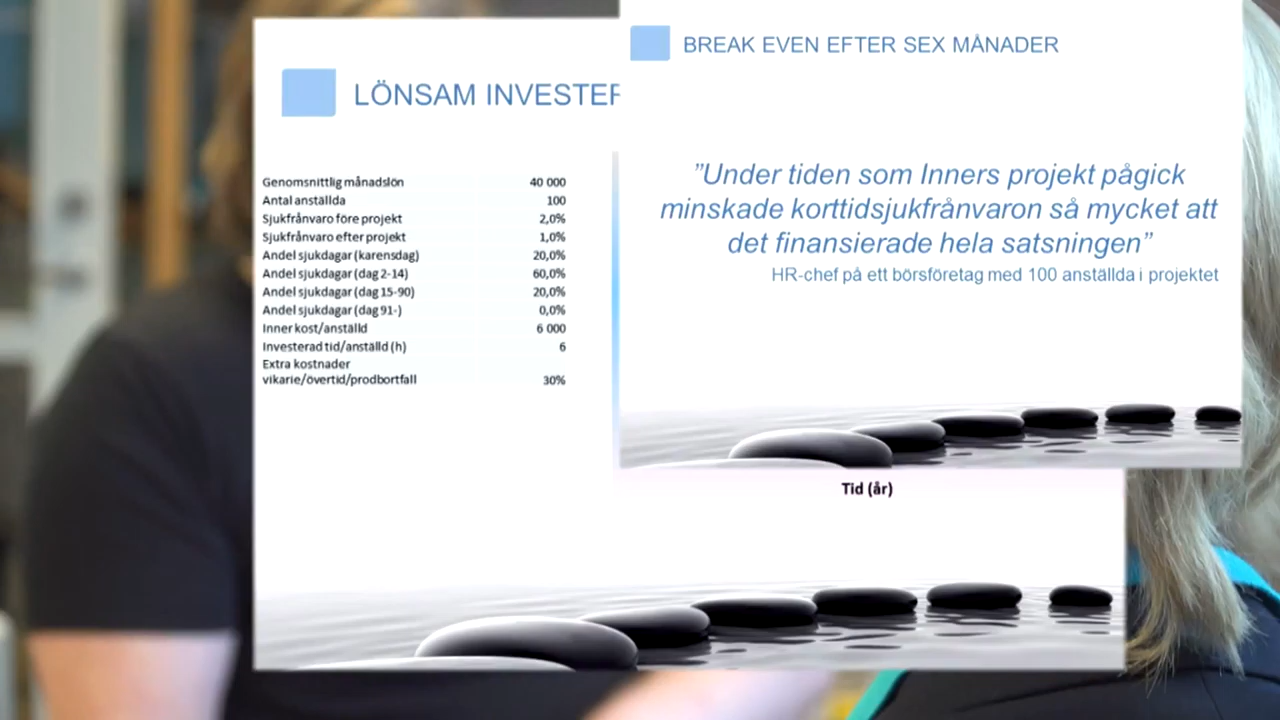 LÖNSAM INVESTER
Genomsnittlig månadslön 40 000
Antal anställda 100
Sjukfrånvaro före projekt 2,0%
Sjukfrånvaro efter projekt 1,0%
Andel sjukdagar (karensdag) 20,0%
Andel sjukdagar (dag 2-14) 60,0%
Andel sjukdagar (dag 15-90) 20,0%
Andel sjukdagar (dag 91-) 0,0%
Inner kost/anställd 6 000
Investerad tid/anställd (h) 6
Extra kostnader
vikarie/övertid/prodbortfall 30%
Tid (år)
BREAK EVEN EFTER SEX MÅNADER
”Under tiden som Inners projekt pågick
minskade korttidsjukfrånvaron så mycket att
det finansierade hela satsningen”
HR-chef på ett börsföretag med 100 anställda i projektet